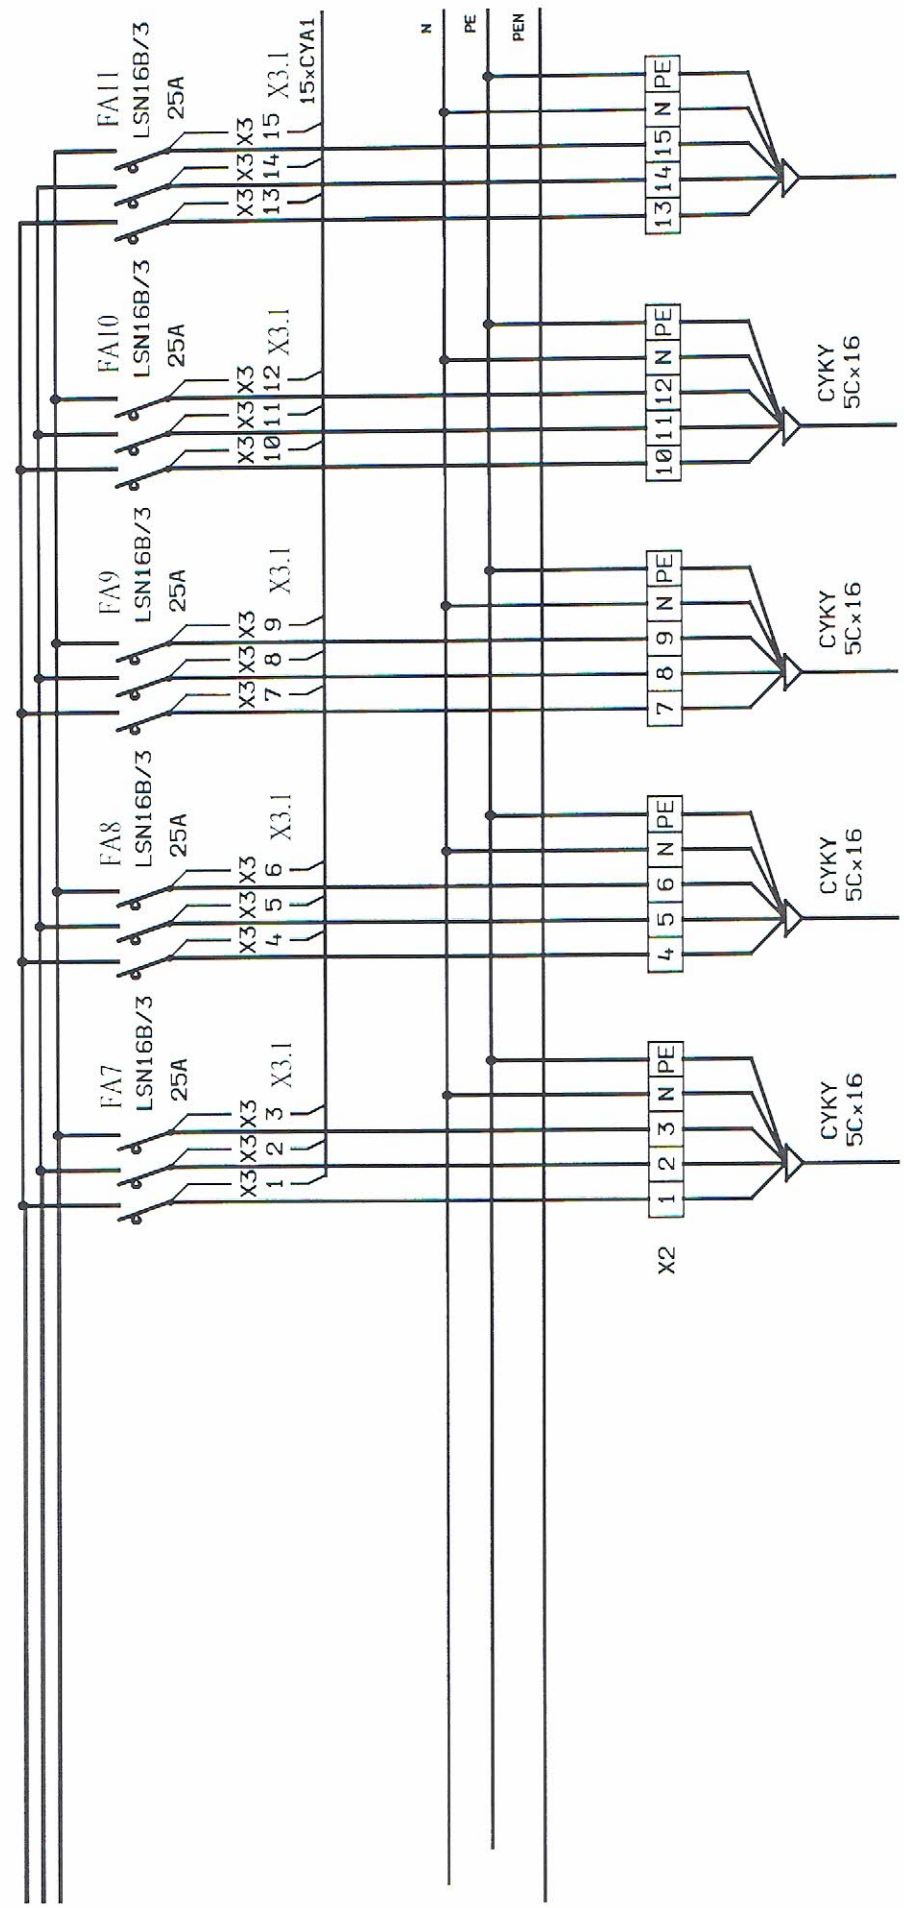 FA7
LSN16B/3
25A
FA8
LSN16B/3
25A
FA9
LSN16B/3
25A
FA10
LSN16B/3
25A
FA11
LSN16B/3
25A
X3 X3 X3 X3.1
1 2 3
X3 X3 X3 X3.1
4 5 6
X3 X3 X3 X3.1
7 8 9
X3 X3 X3 X3.1
10 11 12
X3 X3 X3 X3.1
13 14 15
15xCYA1
N
PE
PEN
X2
1 2 3 N PE
4 5 6 N PE
7 8 9 N PE
10 11 12 N PE
13 14 15 N PE
CYKY
5Cx16
CYKY
5Cx16
CYKY
5Cx16
CYKY
5Cx16